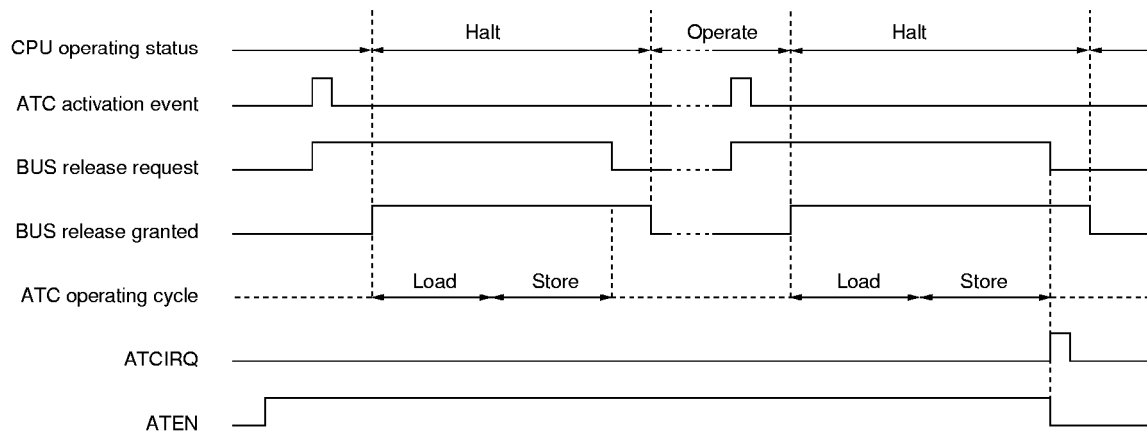 Halt Operate Halt
CPU operating status
ATC activation event
BUS release request
BUS release granted
Load Store Load Store
ATC operating cycle
ATCIRQ
ATEN